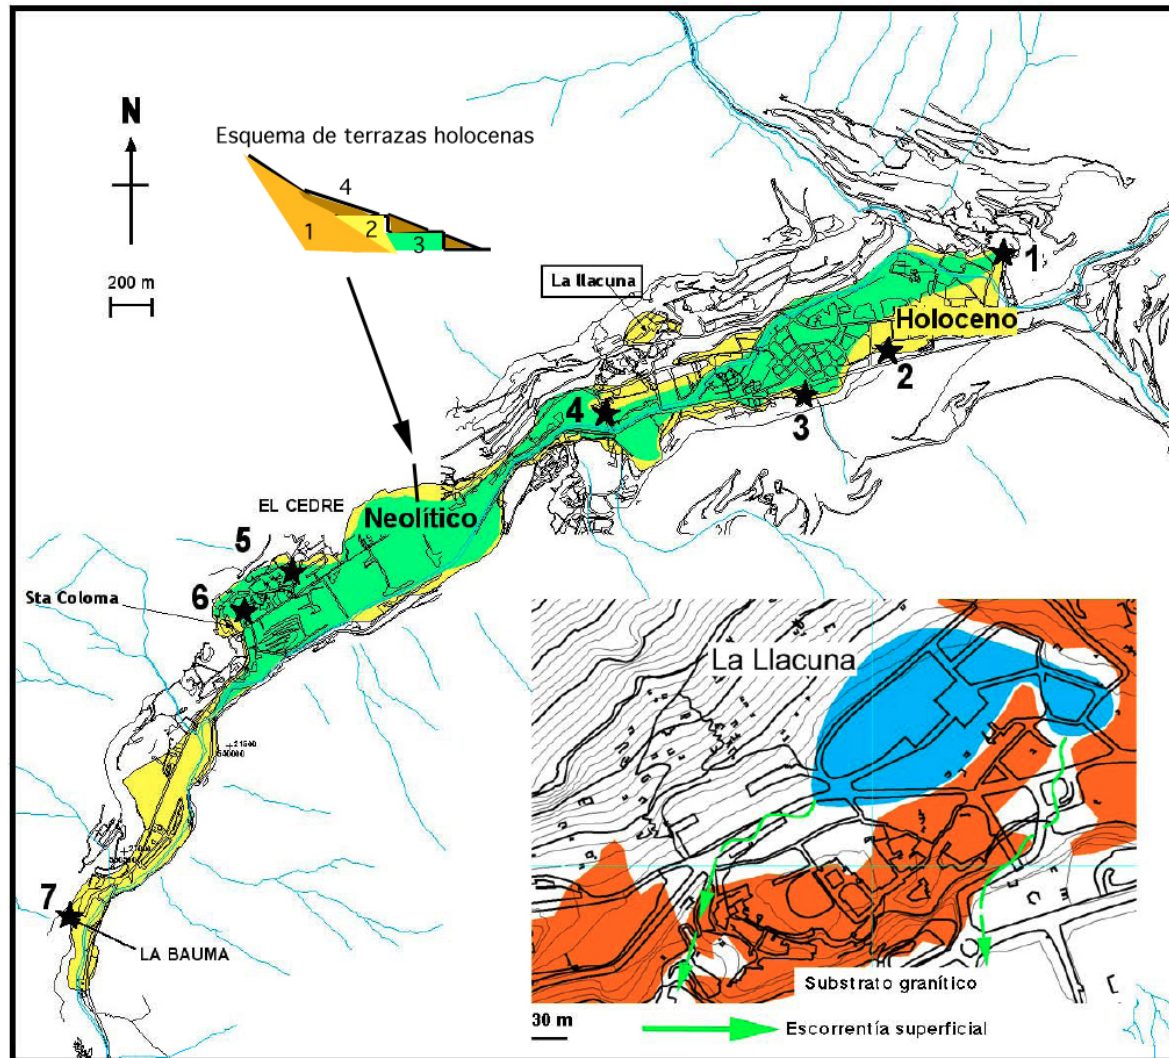 N
Esquema de terrazas holocenas
4
1
2
3
200 m
La llacuna
1
Holoceno
2
3
4
EL CEDRE
Neolítico
5
6
Sta Coloma
7
LA BAUMA
La Llacuna
Substrato granítico
30 m
Escorrentía superficial